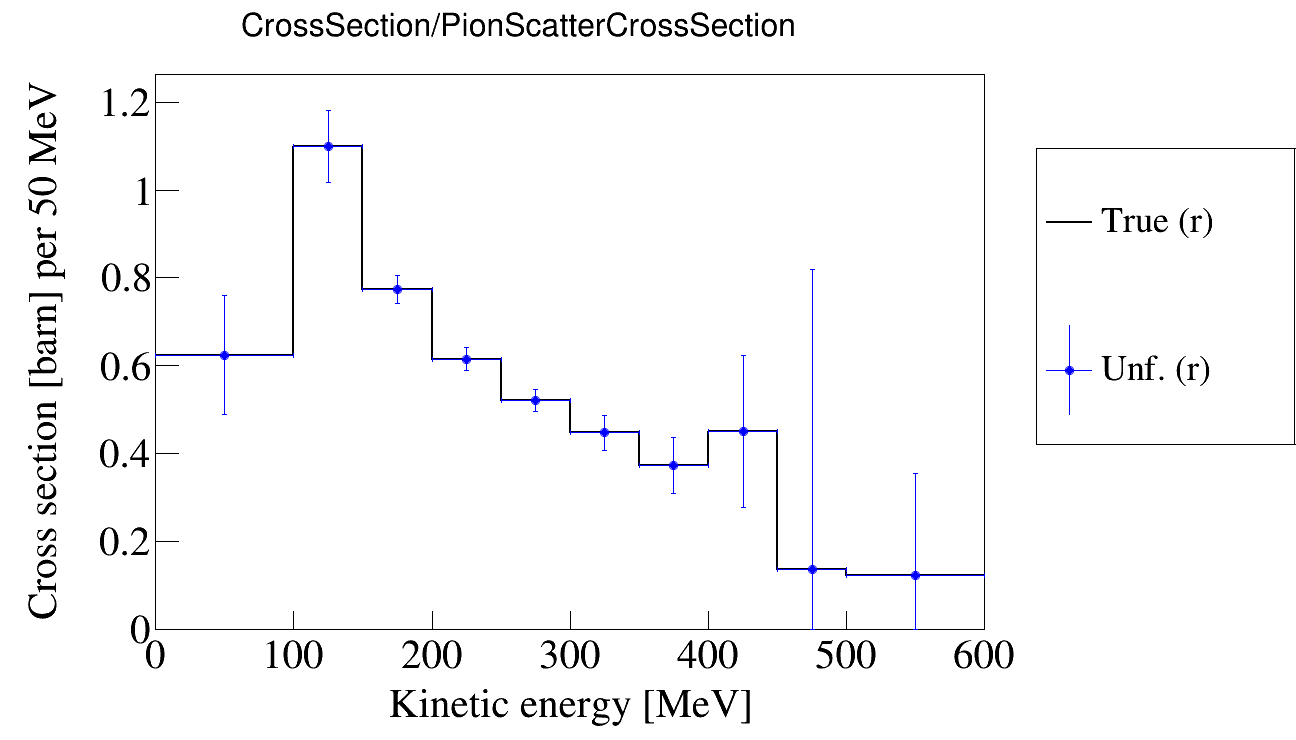 CrossSection/PionScatterCrossSection
Cross section [barn] per 50 MeV
1.2
1
0.8
0.6
0.4
0.2
0
0 100 200 300 400 500 600
Kinetic energy [MeV]
True (r)
Unf. (r)